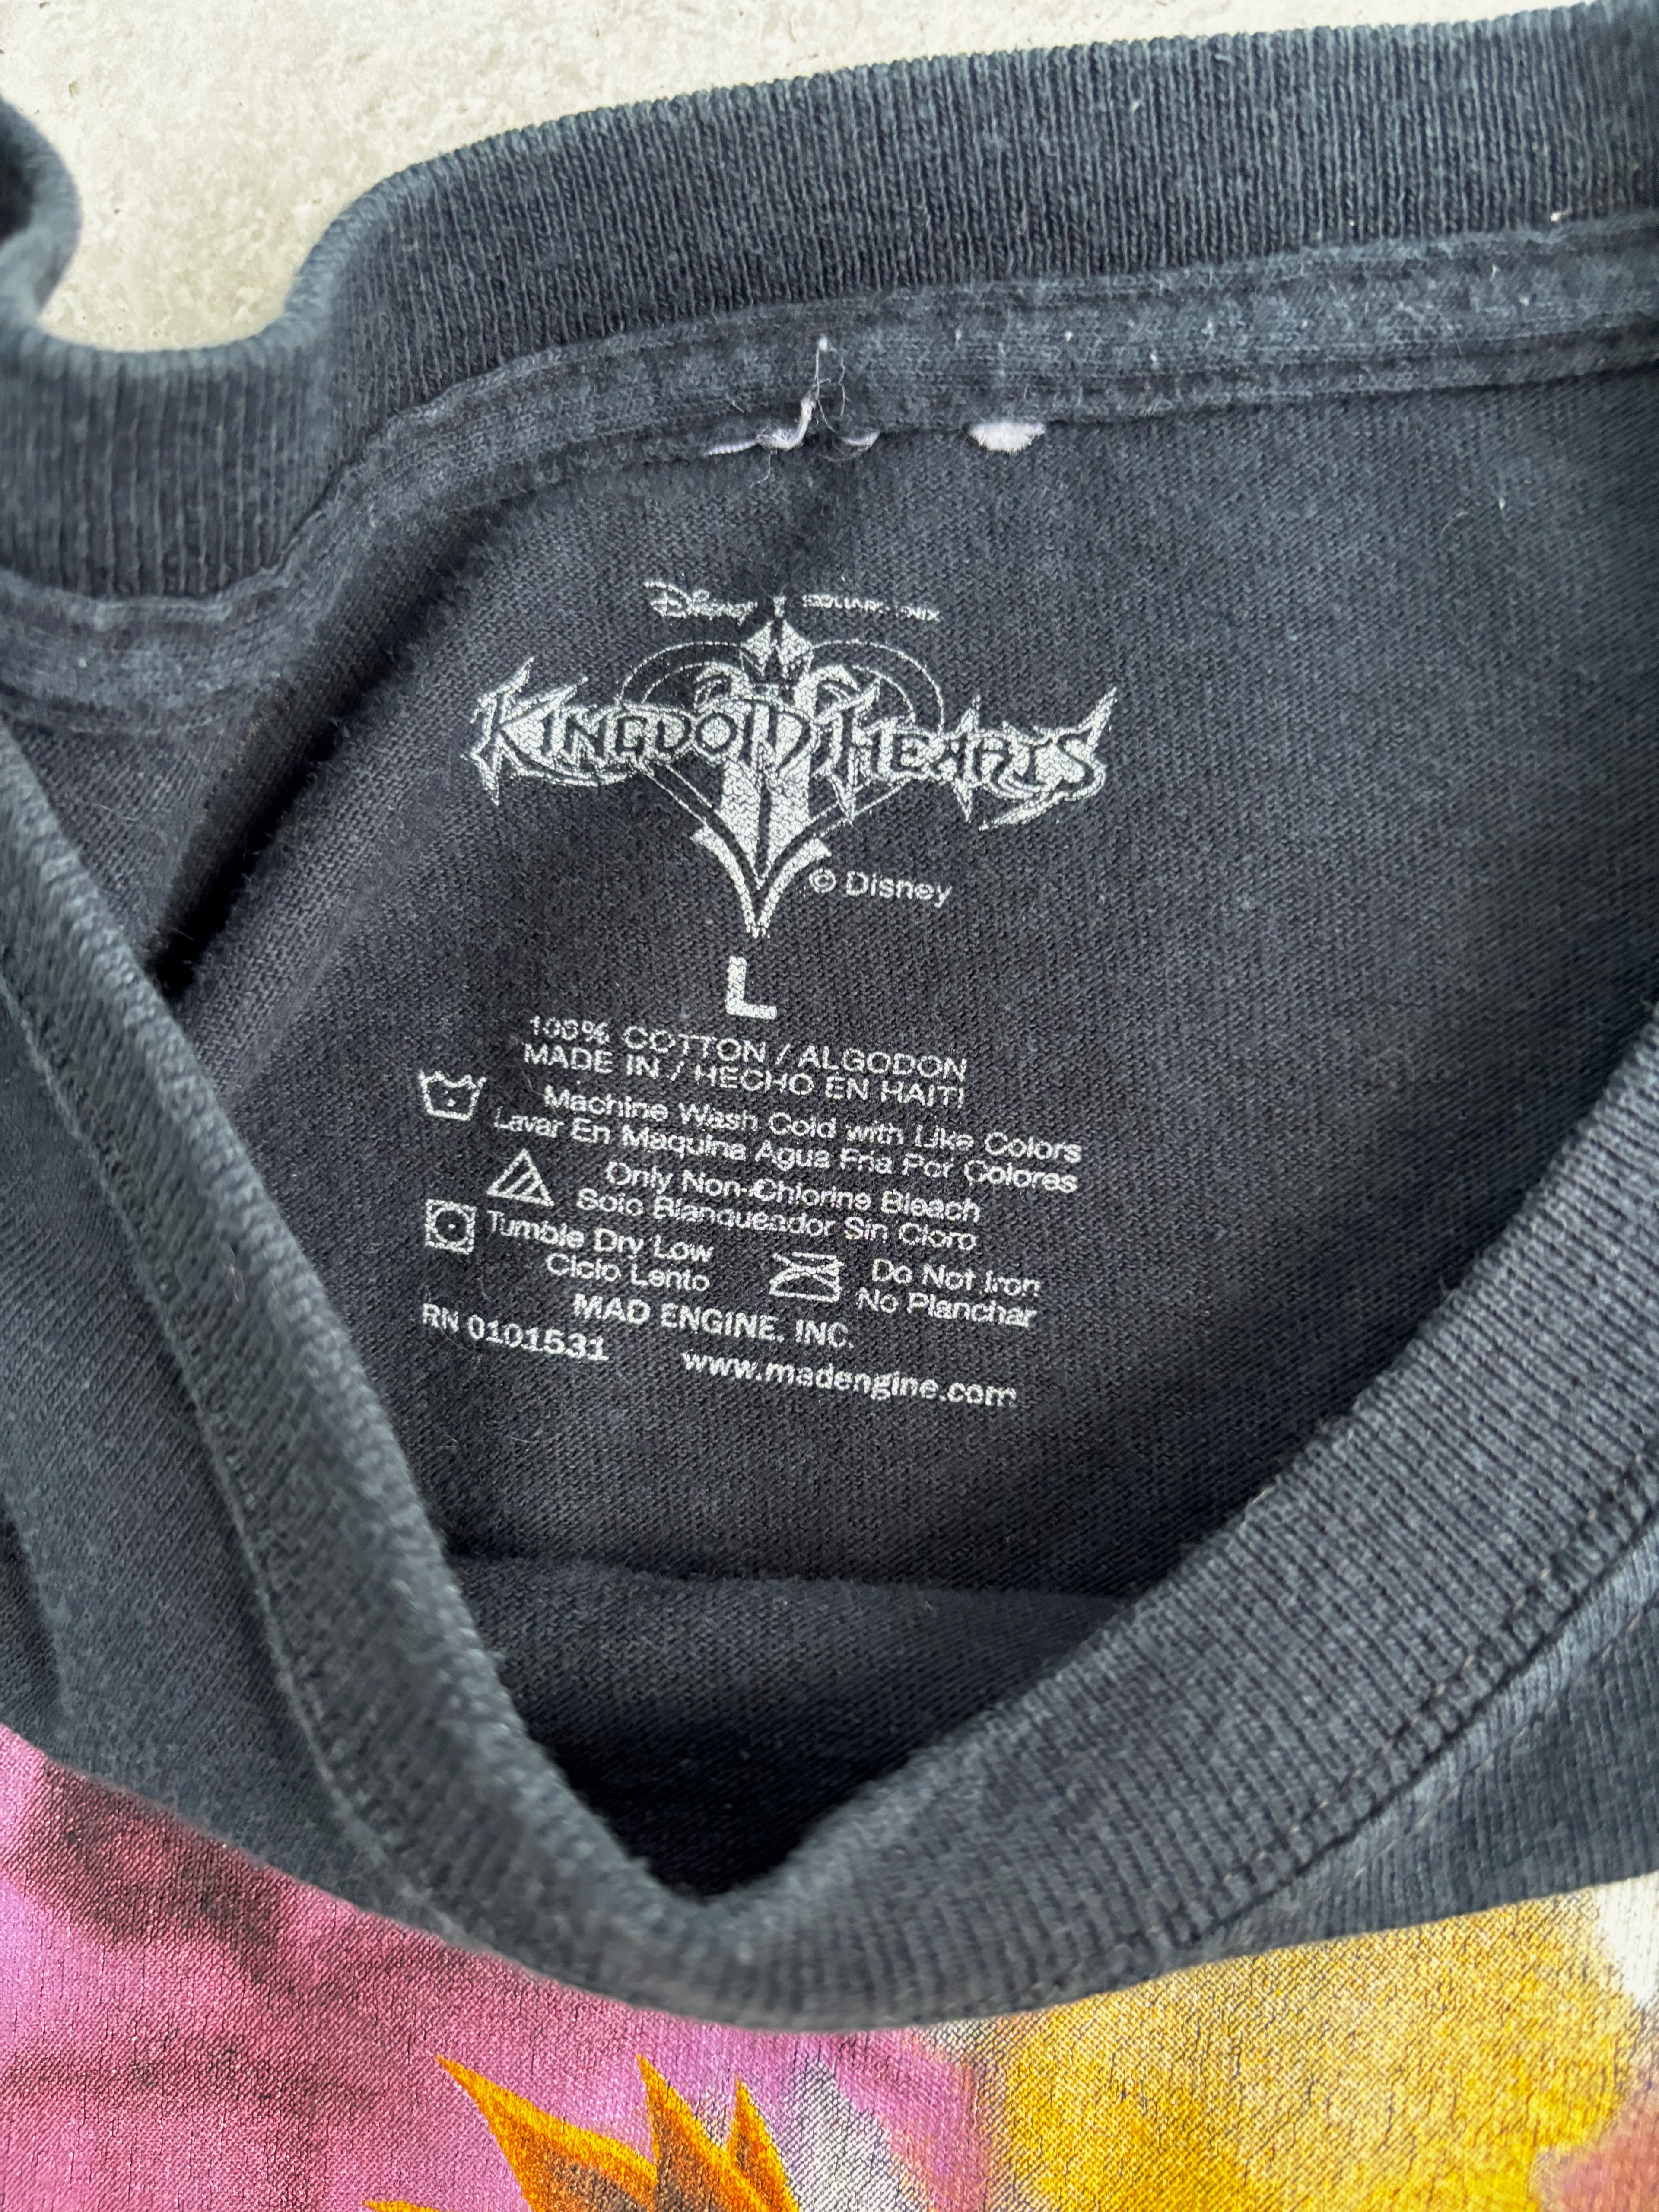 Disney SQUARE ENIX
KINGDOM HEARTS
II
© Disney
L
100% COTTON / ALGODON
MADE IN / HECHO EN HAITI
Machine Wash Cold with Like Colors
Lavar En Maquina Agua Fria Por Colores
Only Non-Chlorine Bleach
Solo Blanqueador Sin Cloro
Tumble Dry Low
Ciclo Lento
Do Not Iron
No Planchar
MAD ENGINE, INC.
RN 0101531
www.madengine.com